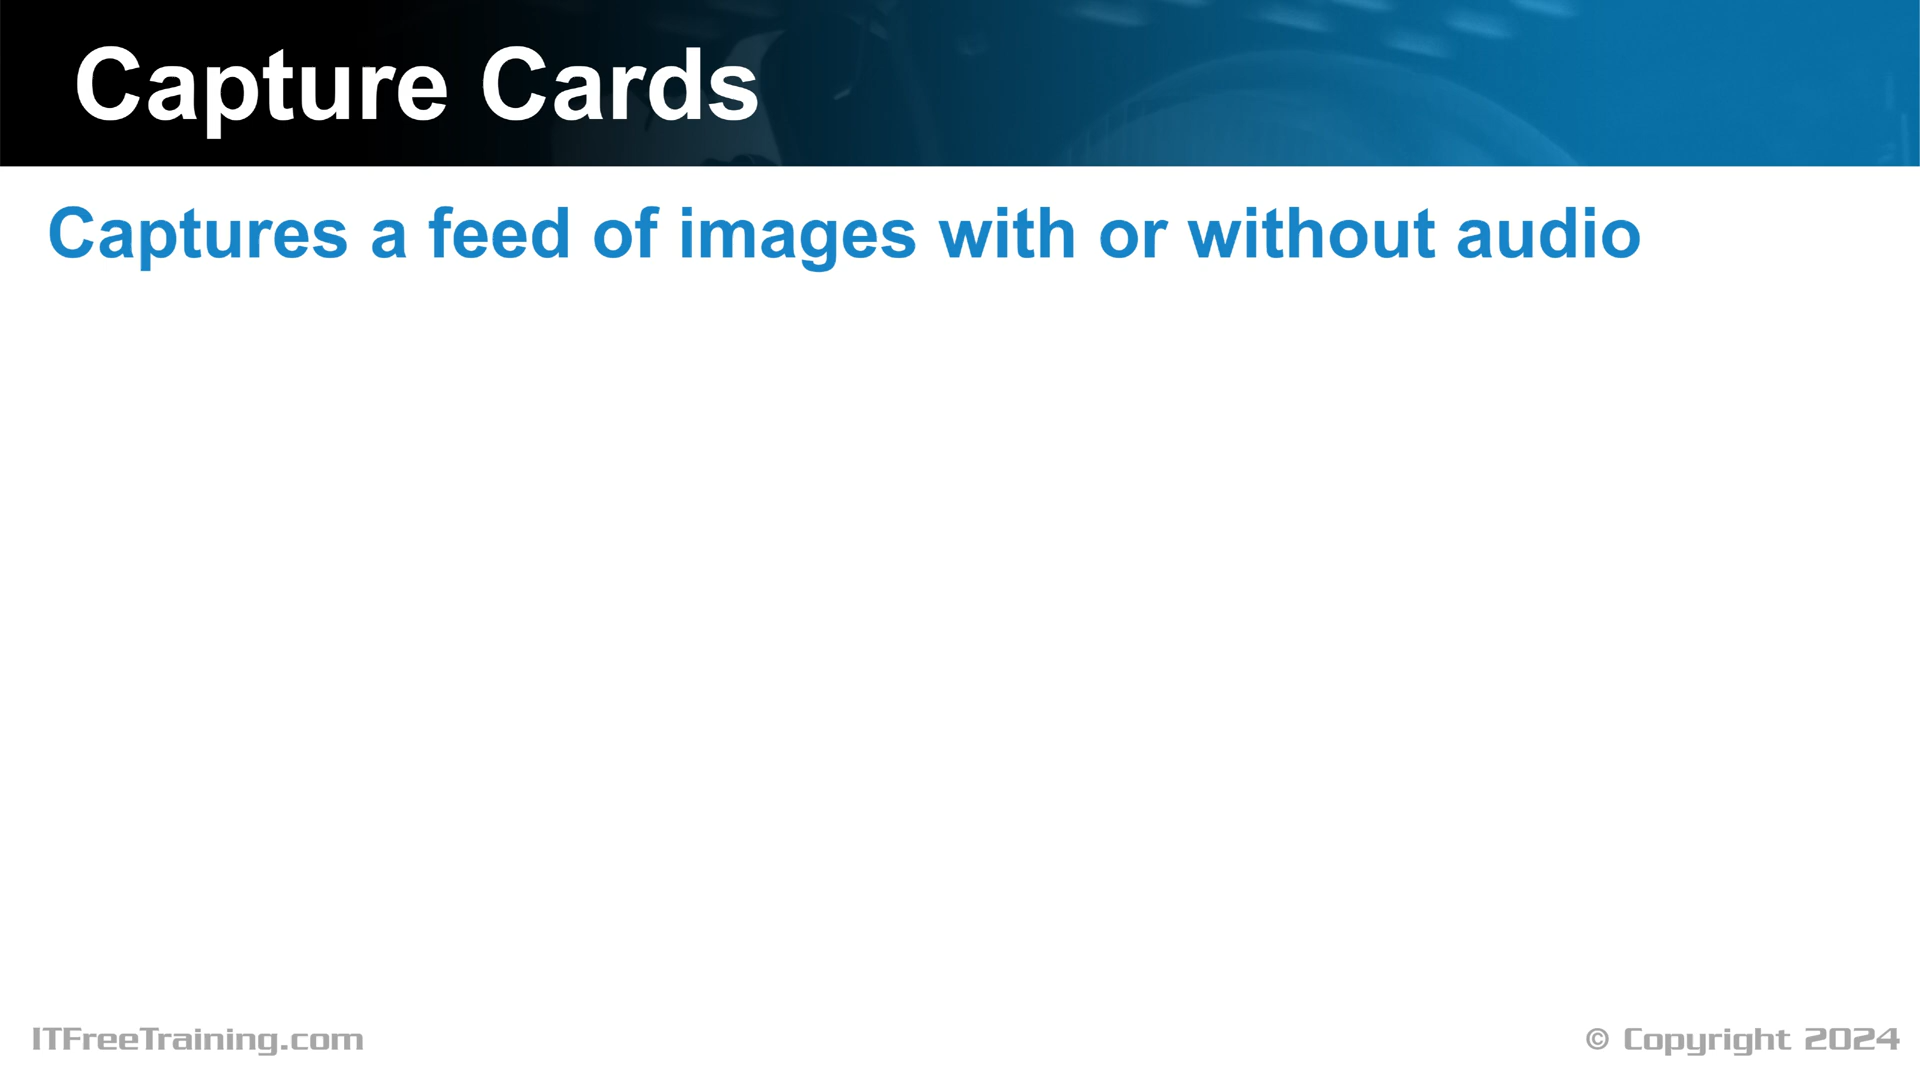 Capture Cards
Captures a feed of images with or without audio
ITFreeTraining.com
© Copyright 2024